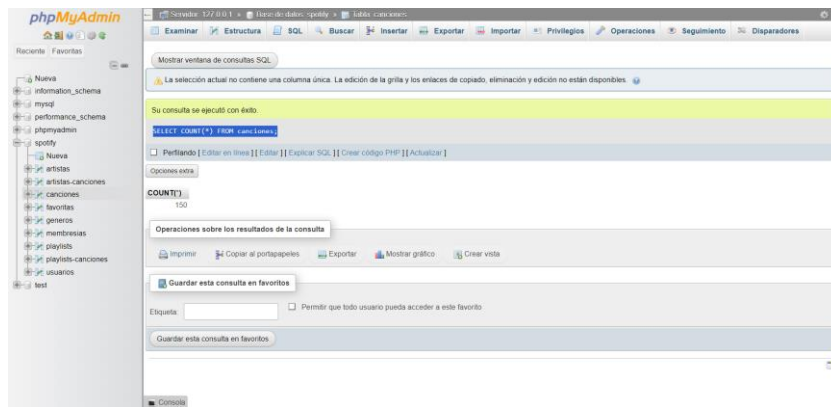 phpMyAdmin
Reciente Favoritas
Nueva
information_schema
mysql
performance_schema
phpmyadmin
spotify
Nueva
artistas
artistas-canciones
canciones
favoritas
generos
membresias
playlists
playlists-canciones
usuarios
test
Servidor: 127.0.0.1 » Base de datos: spotify » Tabla: canciones
Examinar Estructura SQL Buscar Insertar Exportar Importar Privilegios Operaciones Seguimiento Disparadores
Mostrar ventana de consultas SQL
La selección actual no contiene una columna única. La edición de la grilla y los enlaces de copiado, eliminación y edición no están disponibles.
Su consulta se ejecutó con éxito.
SELECT COUNT(*) FROM canciones;
Perfilando [ Editar en línea ] [ Editar ] [ Explicar SQL ] [ Crear código PHP ] [ Actualizar ]
Opciones extra
COUNT(*)
150
Operaciones sobre los resultados de la consulta
Imprimir Copiar al portapapeles Exportar Mostrar gráfico Crear vista
Guardar esta consulta en favoritos
Etiqueta: Permitir que todo usuario pueda acceder a este favorito
Guardar esta consulta en favoritos
Consola